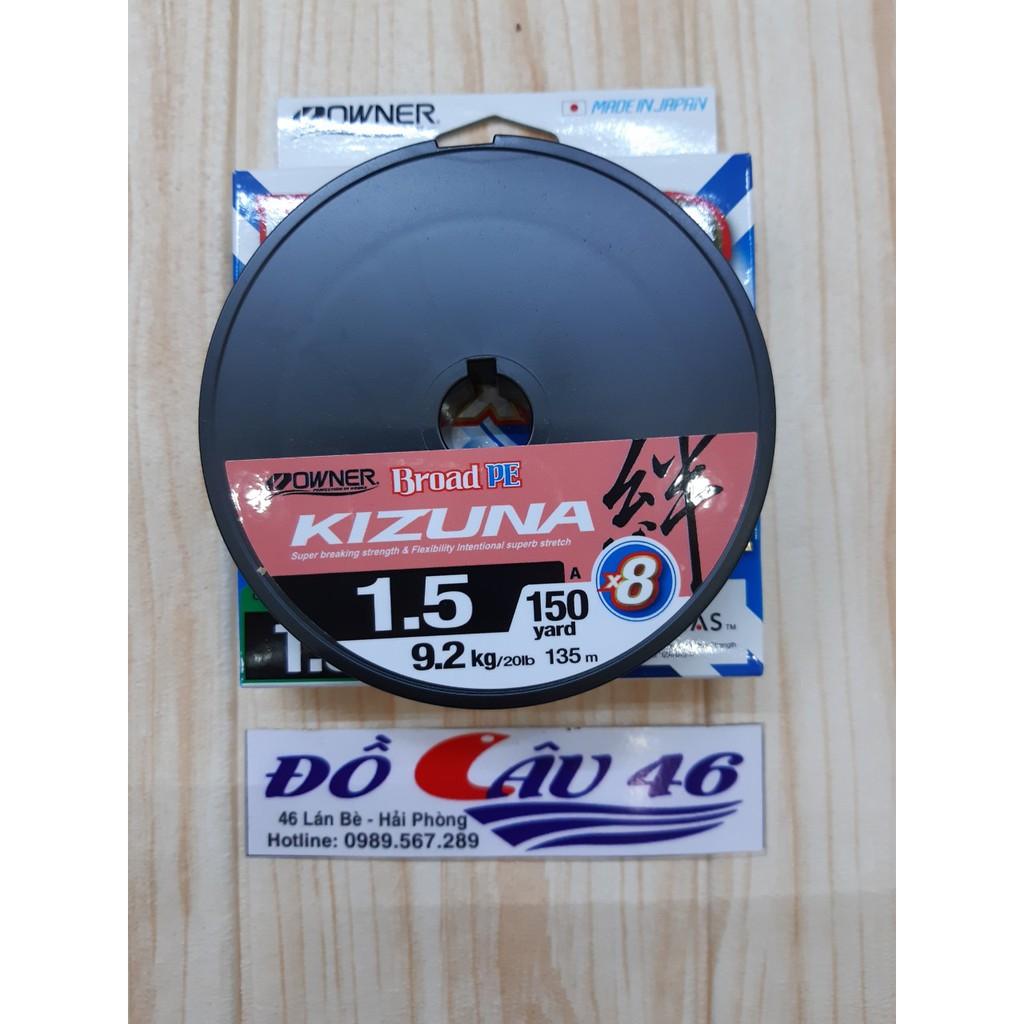 OWNER
MADE IN JAPAN
OWNER
Broad PE
KIZUNA
絆
Super breaking strength & Flexibility Intentional superb stretch
1.5
A
150
yard
x8
9.2 kg/20lb 135 m
ĐỒ CÂU 46
46 Lán Bè - Hải Phòng
Hotline: 0989.567.289